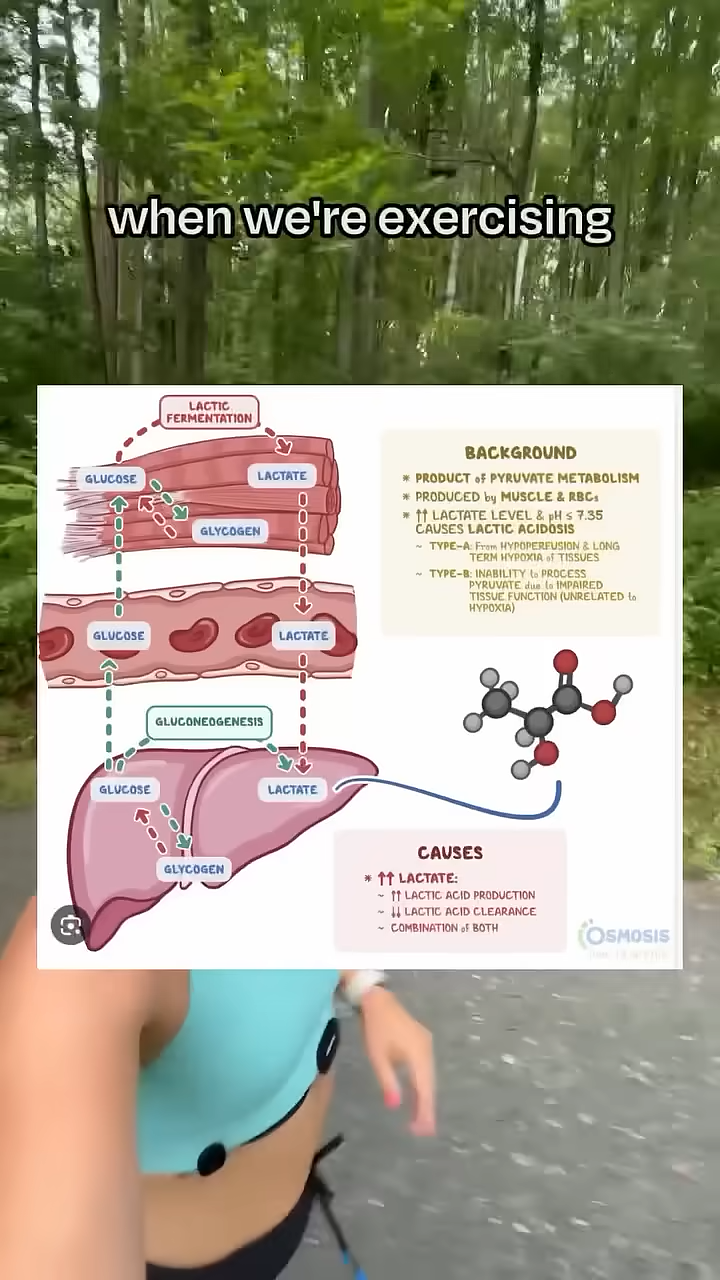 when we're exercising
LACTIC
FERMENTATION
GLUCOSE
LACTATE
GLYCOGEN
GLUCOSE
LACTATE
GLUCONEOGENESIS
GLUCOSE
LACTATE
GLYCOGEN
BACKGROUND
* PRODUCT of PYRUVATE METABOLISM
* PRODUCED by MUSCLE & RBCs
* ↑↑ LACTATE LEVEL & pH ≤ 7.35
CAUSES LACTIC ACIDOSIS
~ TYPE-A: From HYPOPERFUSION & LONG
TERM HYPOXIA of TISSUES
~ TYPE-B: INABILITY to PROCESS
PYRUVATE due to IMPAIRED
TISSUE FUNCTION (UNRELATED to
HYPOXIA)
CAUSES
* ↑↑ LACTATE:
~ ↑↑ LACTIC ACID PRODUCTION
~ ↓↓ LACTIC ACID CLEARANCE
~ COMBINATION of BOTH
OSMOSIS